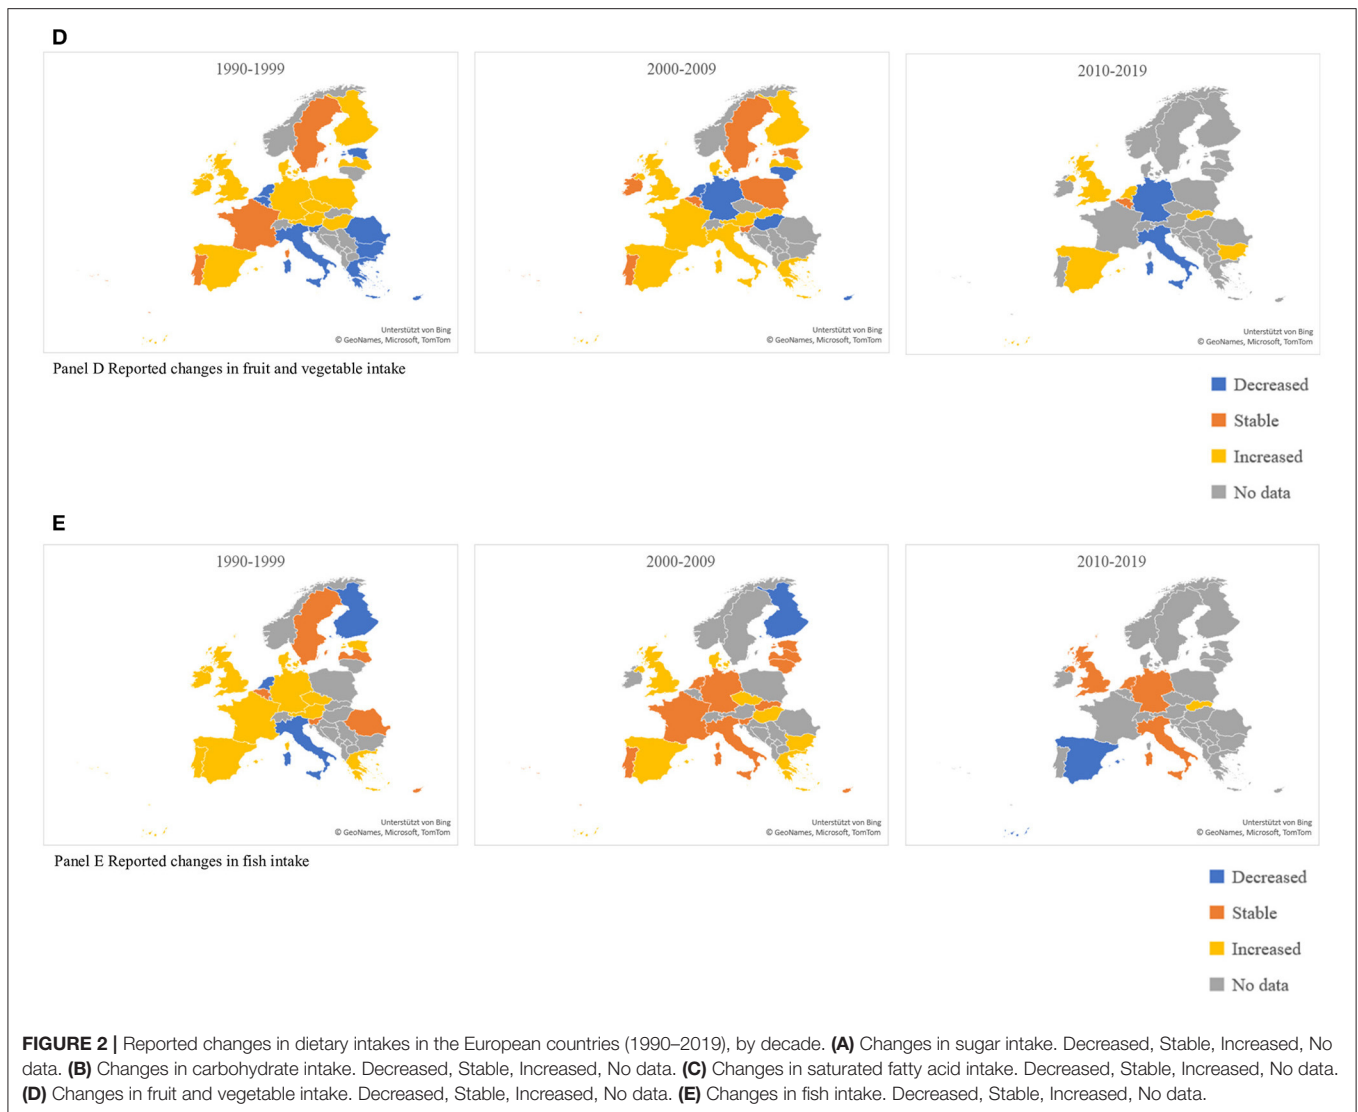 D
1990-1999
2000-2009
2010-2019
Unterstützt von Bing
© GeoNames, Microsoft, TomTom
Unterstützt von Bing
© GeoNames, Microsoft, TomTom
Unterstützt von Bing
© GeoNames, Microsoft, TomTom
Panel D Reported changes in fruit and vegetable intake
Decreased
Stable
Increased
No data
E
1990-1999
2000-2009
2010-2019
Unterstützt von Bing
© GeoNames, Microsoft, TomTom
Unterstützt von Bing
© GeoNames, Microsoft, TomTom
Unterstützt von Bing
© GeoNames, Microsoft, TomTom
Panel E Reported changes in fish intake
Decreased
Stable
Increased
No data
FIGURE 2 | Reported changes in dietary intakes in the European countries (1990–2019), by decade. (A) Changes in sugar intake. Decreased, Stable, Increased, No
data. (B) Changes in carbohydrate intake. Decreased, Stable, Increased, No data. (C) Changes in saturated fatty acid intake. Decreased, Stable, Increased, No data.
(D) Changes in fruit and vegetable intake. Decreased, Stable, Increased, No data. (E) Changes in fish intake. Decreased, Stable, Increased, No data.